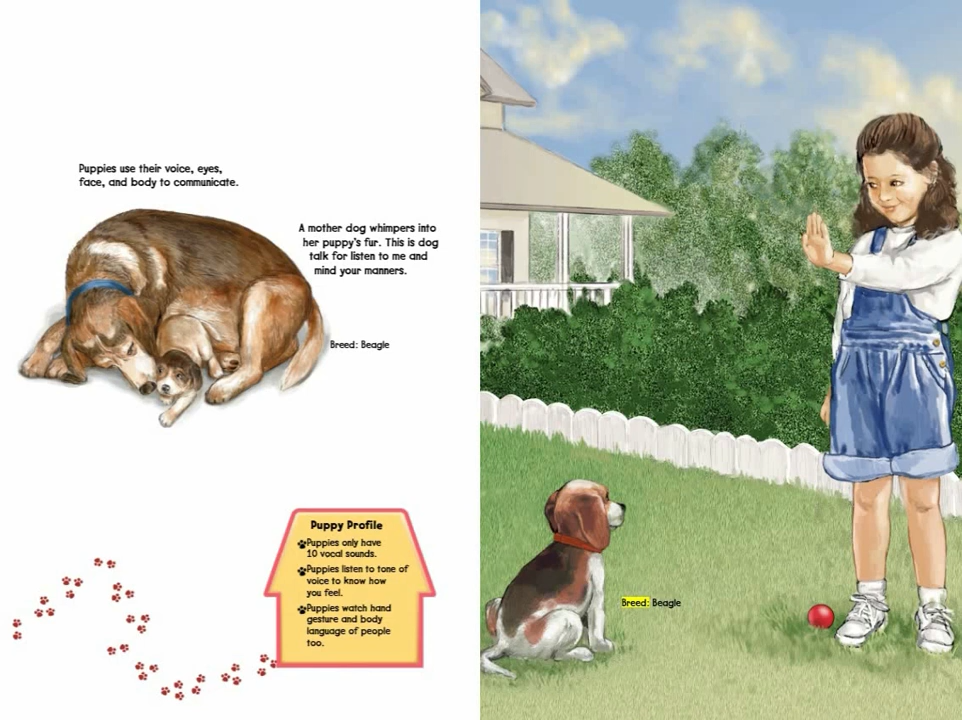 Puppies use their voice, eyes,
face, and body to communicate.
A mother dog whimpers into
her puppy's fur. This is dog
talk for listen to me and
mind your manners.
Breed: Beagle
Puppy Profile
Puppies only have
10 vocal sounds.
Puppies listen to tone of
voice to know how
you feel.
Puppies watch hand
gesture and body
language of people
too.
Breed: Beagle